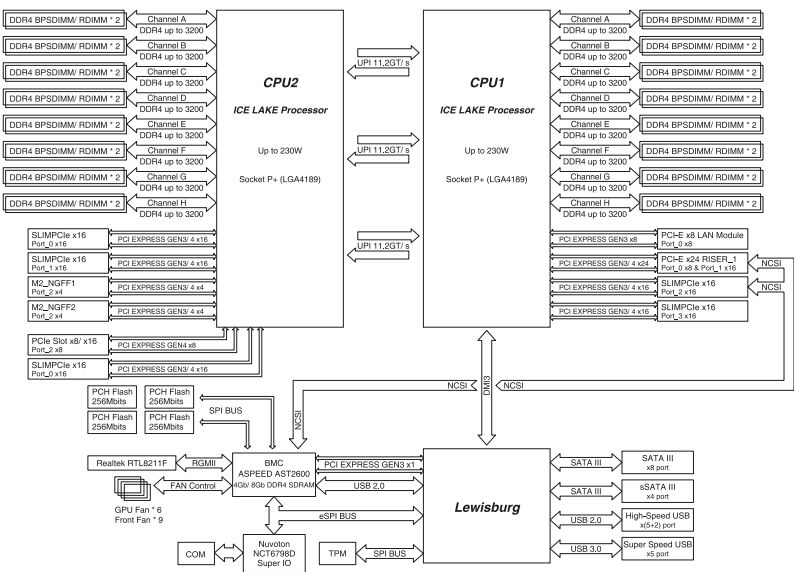 DDR4 BPSDIMM/ RDIMM * 2
Channel A
DDR4 up to 3200
DDR4 BPSDIMM/ RDIMM * 2
Channel B
DDR4 up to 3200
DDR4 BPSDIMM/ RDIMM * 2
Channel C
DDR4 up to 3200
DDR4 BPSDIMM/ RDIMM * 2
Channel D
DDR4 up to 3200
DDR4 BPSDIMM/ RDIMM * 2
Channel E
DDR4 up to 3200
DDR4 BPSDIMM/ RDIMM * 2
Channel F
DDR4 up to 3200
DDR4 BPSDIMM/ RDIMM * 2
Channel G
DDR4 up to 3200
DDR4 BPSDIMM/ RDIMM * 2
Channel H
DDR4 up to 3200
CPU2
ICE LAKE Processor
Up to 230W
Socket P+ (LGA4189)
UPI 11.2GT/ s
UPI 11.2GT/ s
UPI 11.2GT/ s
CPU1
ICE LAKE Processor
Up to 230W
Socket P+ (LGA4189)
Channel A
DDR4 up to 3200
DDR4 BPSDIMM/ RDIMM * 2
Channel B
DDR4 up to 3200
DDR4 BPSDIMM/ RDIMM * 2
Channel C
DDR4 up to 3200
DDR4 BPSDIMM/ RDIMM * 2
Channel D
DDR4 up to 3200
DDR4 BPSDIMM/ RDIMM * 2
Channel E
DDR4 up to 3200
DDR4 BPSDIMM/ RDIMM * 2
Channel F
DDR4 up to 3200
DDR4 BPSDIMM/ RDIMM * 2
Channel G
DDR4 up to 3200
DDR4 BPSDIMM/ RDIMM * 2
Channel H
DDR4 up to 3200
DDR4 BPSDIMM/ RDIMM * 2
SLIMPCIe x16
Port_0 x16
PCI EXPRESS GEN3/ 4 x16
SLIMPCIe x16
Port_1 x16
PCI EXPRESS GEN3/ 4 x16
M2_NGFF1
Port_2 x4
PCI EXPRESS GEN3/ 4 x4
M2_NGFF2
Port_2 x4
PCI EXPRESS GEN3/ 4 x4
PCIe Slot x8/ x16
Port_2 x8
PCI EXPRESS GEN4 x8
SLIMPCIe x16
Port_0 x16
PCI EXPRESS GEN3/ 4 x16
PCI EXPRESS GEN3 x8
PCI-E x8 LAN Module
Port_0 x8
PCI EXPRESS GEN3/ 4 x24
PCI-E x24 RISER_1
Port_0 x8 & Port_1 x16
NCSI
PCI EXPRESS GEN3/ 4 x16
SLIMPCIe x16
Port_2 x16
NCSI
PCI EXPRESS GEN3/ 4 x16
SLIMPCIe x16
Port_3 x16
NCSI
DMI3
NCSI
NCSI
PCH Flash
256Mbits
PCH Flash
256Mbits
PCH Flash
256Mbits
PCH Flash
256Mbits
SPI BUS
Realtek RTL8211F
RGMII
BMC
ASPEED AST2600
4Gb/ 8Gb DDR4 SDRAM
PCI EXPRESS GEN3 x1
USB 2.0
FAN Control
GPU Fan * 6
Front Fan * 9
eSPI BUS
COM
Nuvoton
NCT6798D
Super IO
TPM
SPI BUS
Lewisburg
SATA III
SATA III
x8 port
SATA III
sSATA III
x4 port
USB 2.0
High-Speed USB
x(5+2) port
USB 3.0
Super Speed USB
x5 port